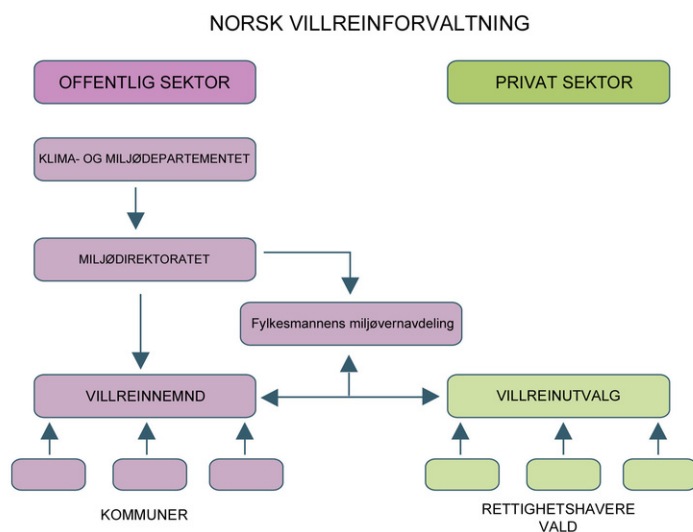 NORSK VILLREINFORVALTNING
OFFENTLIG SEKTOR
PRIVAT SEKTOR
KLIMA- OG MILJØDEPARTEMENTET
MILJØDIREKTORATET
Fylkesmannens miljøvernavdeling
VILLREINNEMND
VILLREINUTVALG
KOMMUNER
RETTIGHETSHAVERE
VALD